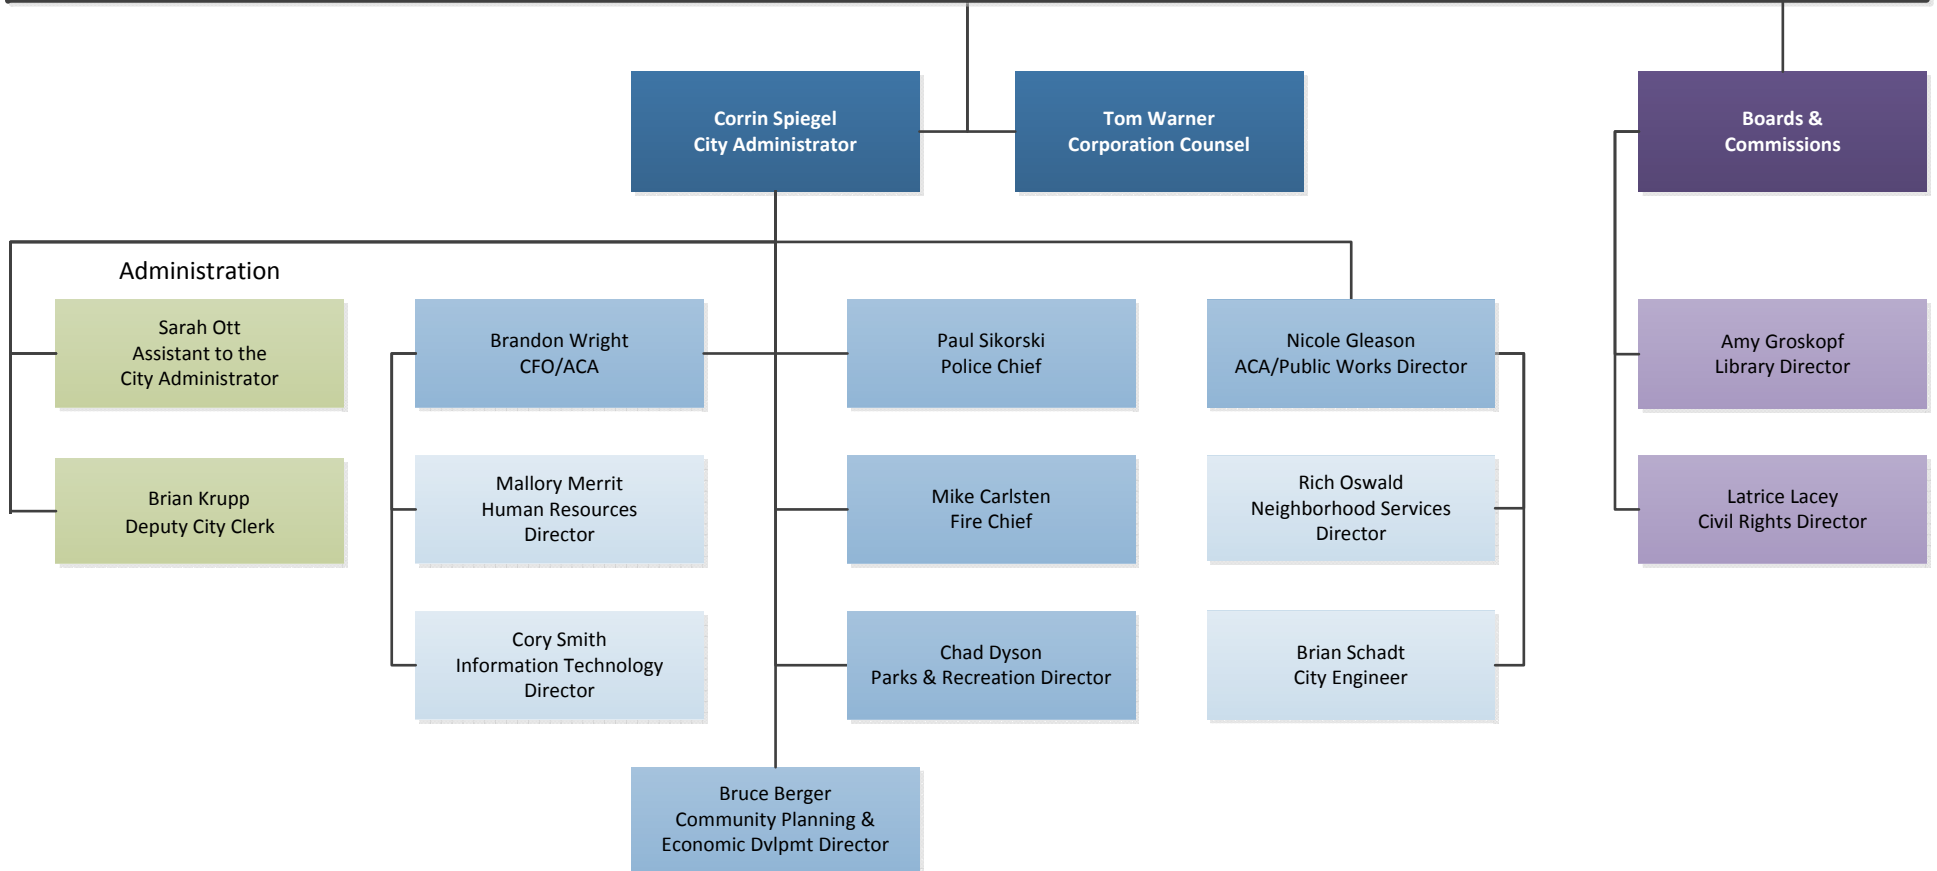 Corrin Spiegel
City Administrator
Tom Warner
Corporation Counsel
Boards &
Commissions
Administration
Sarah Ott
Assistant to the
City Administrator
Brandon Wright
CFO/ACA
Paul Sikorski
Police Chief
Nicole Gleason
ACA/Public Works Director
Amy Groskopf
Library Director
Brian Krupp
Deputy City Clerk
Mallory Merrit
Human Resources
Director
Mike Carlsten
Fire Chief
Rich Oswald
Neighborhood Services
Director
Latrice Lacey
Civil Rights Director
Cory Smith
Information Technology
Director
Chad Dyson
Parks & Recreation Director
Brian Schadt
City Engineer
Bruce Berger
Community Planning &
Economic Dvlpmt Director